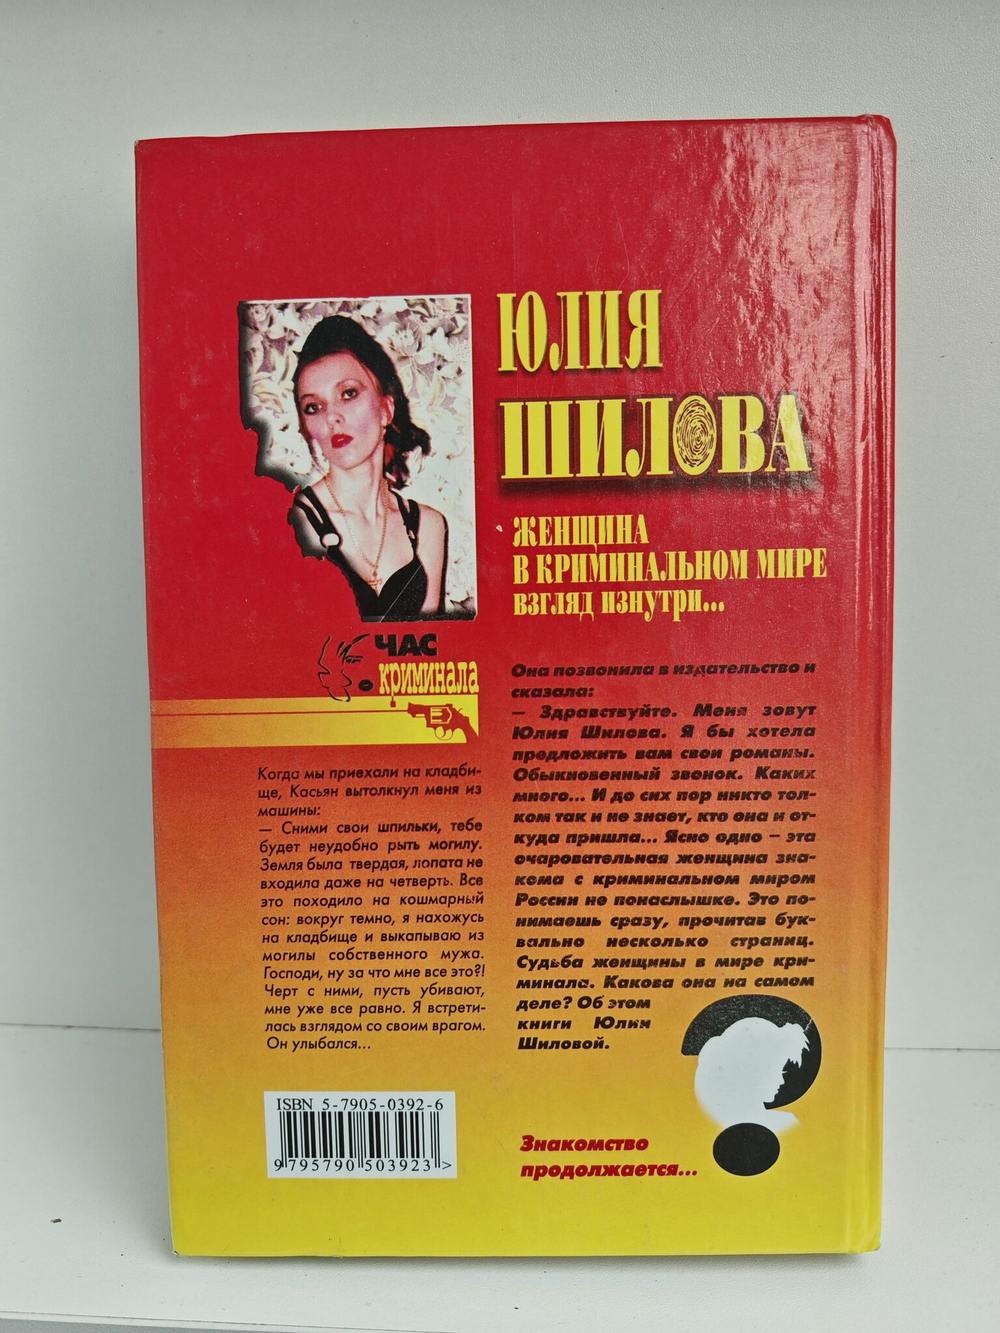 ЮЛИЯ
ШИЛОВА
ЖЕНЩИНА
В КРИМИНАЛЬНОМ МИРЕ
ВЗГЛЯД ИЗНУТРИ...
ЧАС
криминала
Когда мы приехали на кладби-
ще, Касьян вытолкнул меня из
машины:
— Сними свои шпильки, тебе
будет неудобно рыть могилу.
Земля была твердая, лопата не
входила даже на четверть. Все
это походило на кошмарный
сон: вокруг темно, я нахожусь
на кладбище и выкапываю из
могилы собственного мужа.
Господи, ну за что мне все это?!
Черт с ними, пусть убивают,
мне уже все равно. Я встрети-
лась взглядом со своим врагом.
Он улыбался...
Она позвонила в издательство и
сказала:
— Здравствуйте. Меня зовут
Юлия Шилова. Я бы хотела
предложить вам свои романы.
Обыкновенный звонок. Каких
много... И до сих пор никто тол-
ком так и не знает, кто она и от-
куда пришла... Ясно одно – эта
очаровательная женщина зна-
кома с криминальном миром
России не понаслышке. Это по-
нимаешь сразу, прочитав бук-
вально несколько страниц.
Судьба женщины в мире кри-
минала. Какова она на самом
деле? Об этом
книги Юлии
Шиловой.
Знакомство
продолжается...
ISBN 5-7905-0392-6
9 795790 503923 >